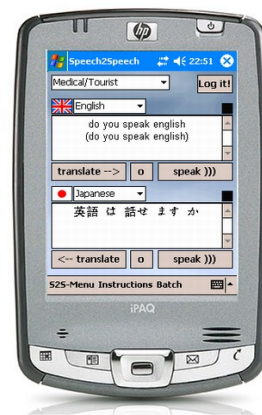 hp
Speech2Speech 22:51
Medical/Tourist Log it!
English
do you speak english
(do you speak english)
translate --> o speak )))
Japanese
英語 は 話せ ます か
<-- translate o speak )))
S2S-Menu Instructions Batch
iPAQ